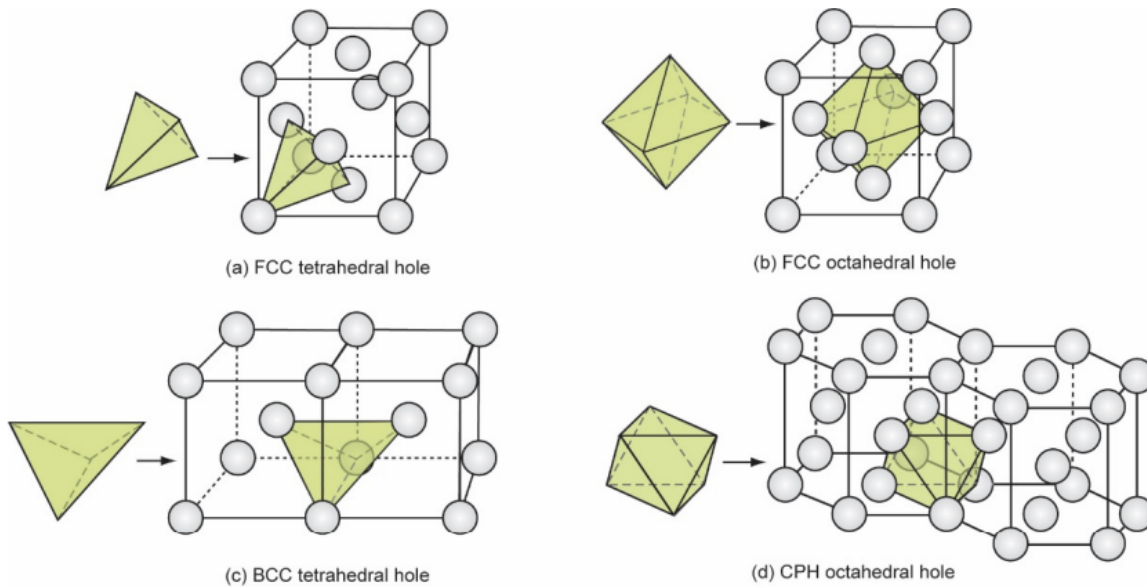 (a) FCC tetrahedral hole
(b) FCC octahedral hole
(c) BCC tetrahedral hole
(d) CPH octahedral hole